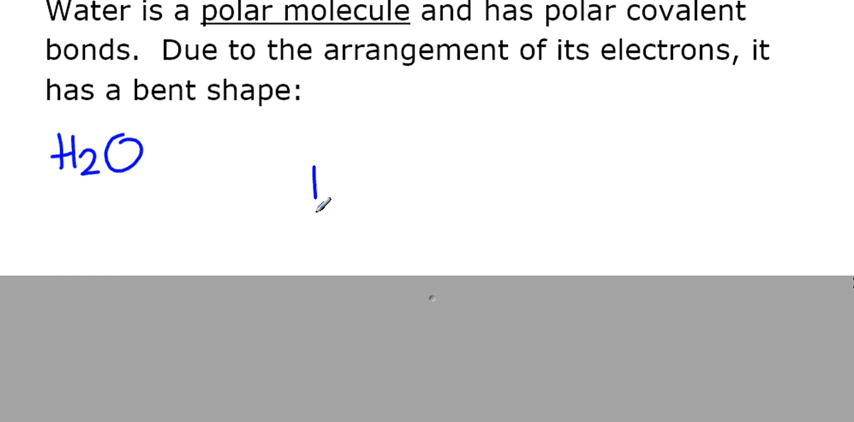 Water is a polar molecule and has polar covalent
bonds. Due to the arrangement of its electrons, it
has a bent shape:
H2O